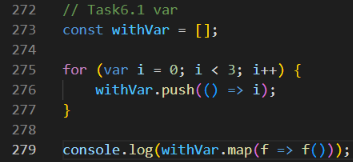 272 // Task6.1 var
273 const withVar = [];
274
275 for (var i = 0; i < 3; i++) {
276     withVar.push(() => i);
277 }
278
279 console.log(withVar.map(f => f()));